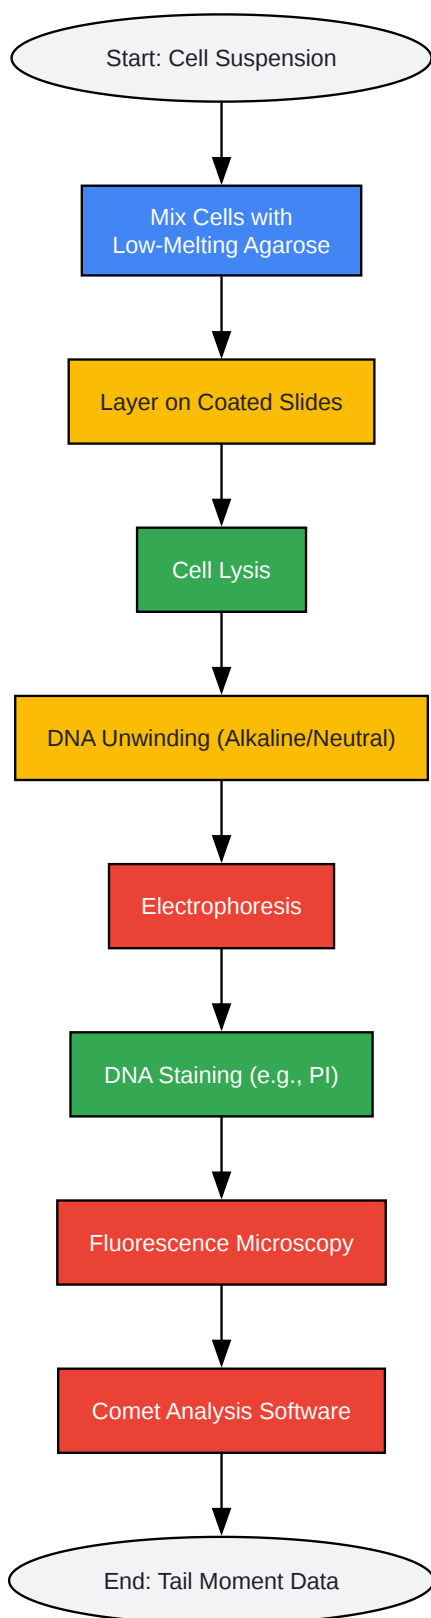 Start: Cell Suspension
Mix Cells with
Low-Melting Agarose
Layer on Coated Slides
Cell Lysis
DNA Unwinding (Alkaline/Neutral)
Electrophoresis
DNA Staining (e.g., PI)
Fluorescence Microscopy
Comet Analysis Software
End: Tail Moment Data